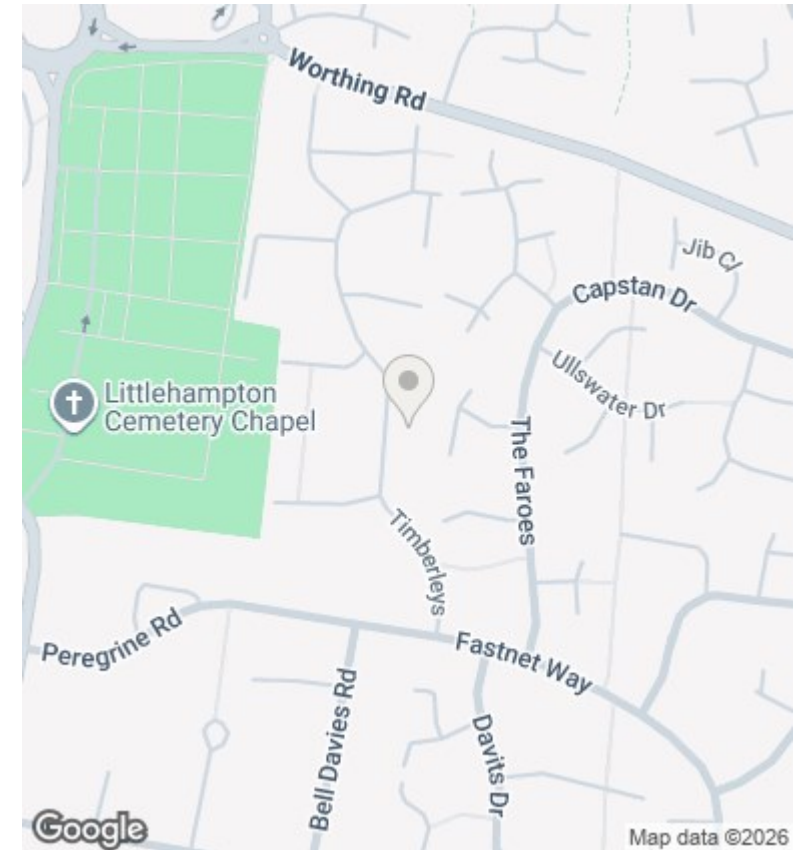 Worthing Rd
Jib C
Capstan Dr
Ullswater Dr
Littlehampton
Cemetery Chapel
The Faroes
Timberleys
Peregrine Rd
Fastnet Way
Bell Davies Rd
Davits Dr
Google
Map data ©2026